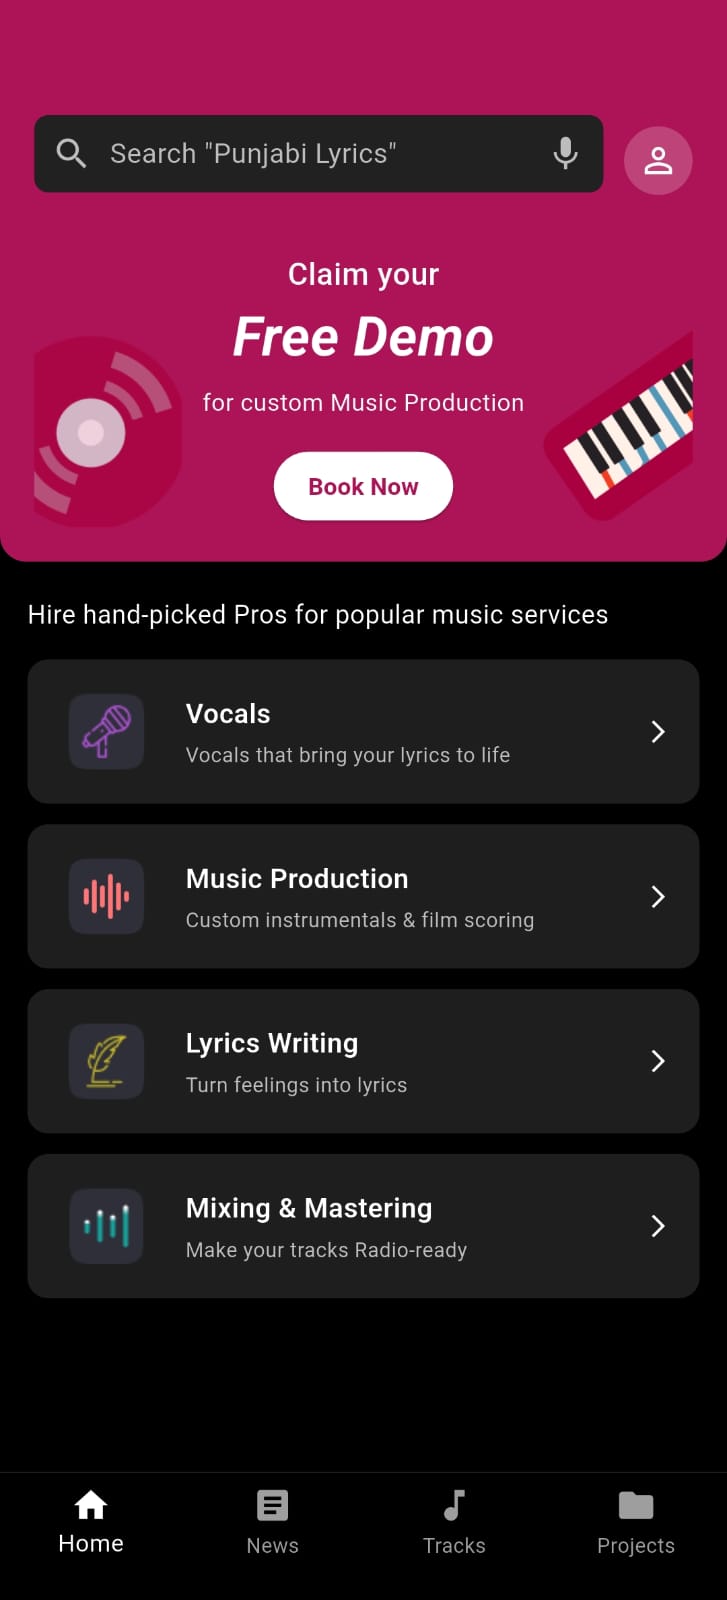 Search "Punjabi Lyrics"
Claim your
Free Demo
for custom Music Production
Book Now
Hire hand-picked Pros for popular music services
Vocals
Vocals that bring your lyrics to life
Music Production
Custom instrumentals & film scoring
Lyrics Writing
Turn feelings into lyrics
Mixing & Mastering
Make your tracks Radio-ready
Home
News
Tracks
Projects